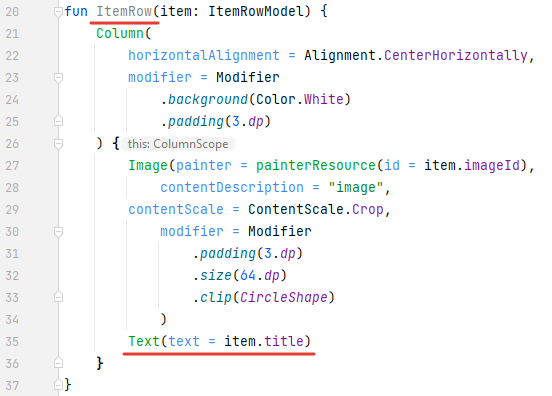 20 fun ItemRow(item: ItemRowModel) {
21 Column(
22 horizontalAlignment = Alignment.CenterHorizontally,
23 modifier = Modifier
24 .background(Color.White)
25 .padding(3.dp)
26 ) { this: ColumnScope
27 Image(painter = painterResource(id = item.imageId),
28 contentDescription = "image",
29 contentScale = ContentScale.Crop,
30 modifier = Modifier
31 .padding(3.dp)
32 .size(64.dp)
33 .clip(CircleShape)
34 )
35 Text(text = item.title)
36 }
37 }